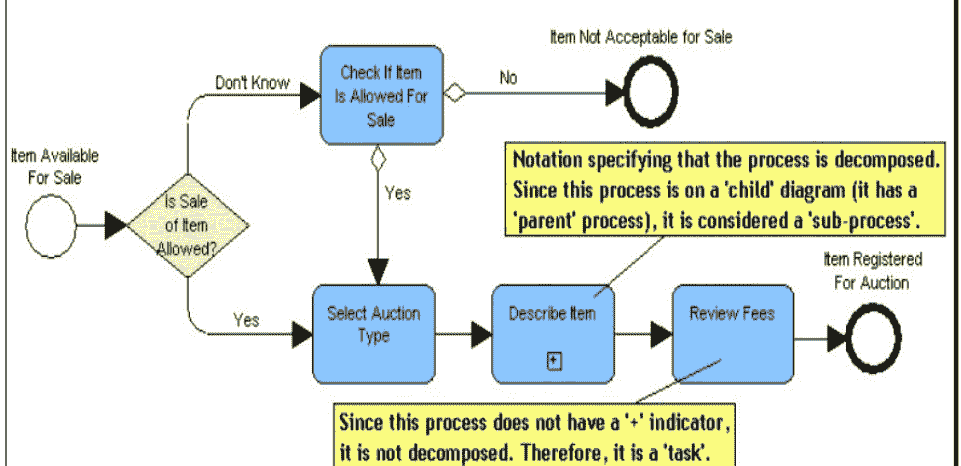 Item Not Acceptable for Sale
Check If Item
Is Allowed For
Sale
No
Don't Know
Item Available
For Sale
Is Sale
of Item
Allowed?
Yes
Notation specifying that the process is decomposed.
Since this process is on a 'child' diagram (it has a
'parent' process), it is considered a 'sub-process'.
Item Registered
For Auction
Yes
Select Auction
Type
Describe Item
+
Review Fees
Since this process does not have a '+' indicator,
it is not decomposed. Therefore, it is a 'task'.